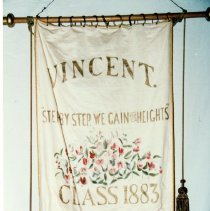 VINCENT.
"STEP BY STEP WE GAIN THE HEIGHTS"
CLASS 1883